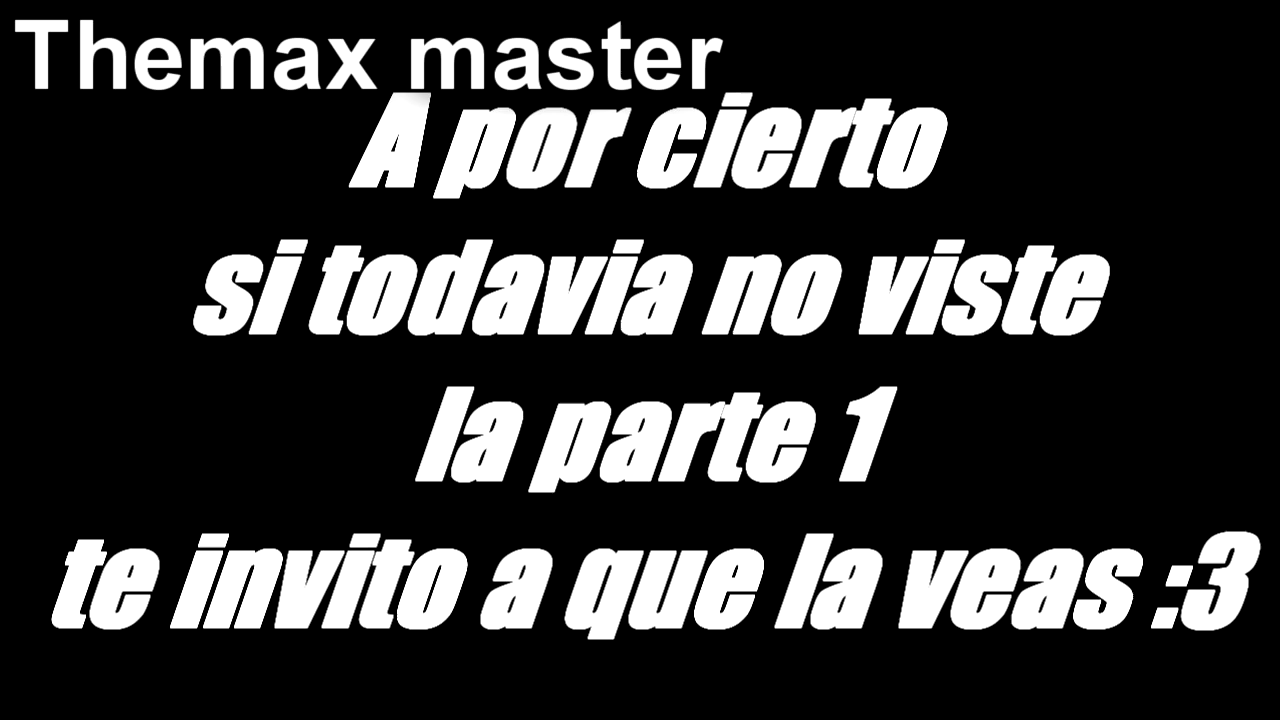 Themax master
A por cierto
si todavia no viste
la parte 1
te invito a que la veas :3